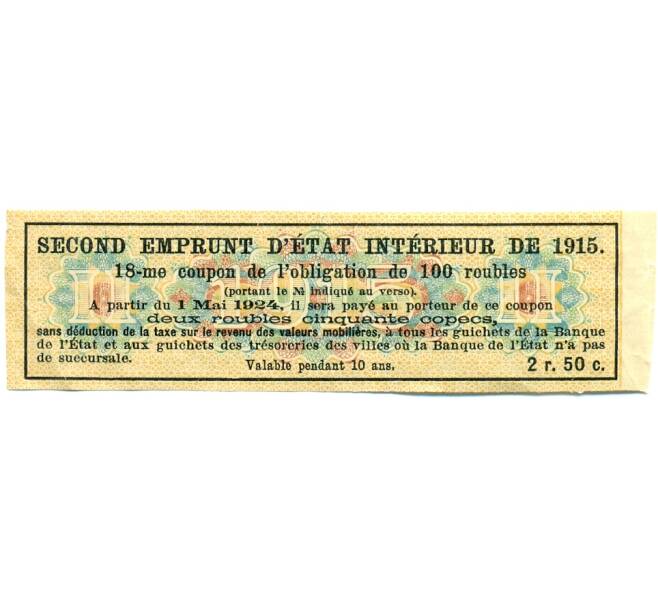 SECOND EMPRUNT D'ÉTAT INTÉRIEUR DE 1915.
18-me coupon de l'obligation de 100 roubles
(portant le № indiqué au verso).
A partir du 1 Mai 1924, il sera payé au porteur de ce coupon
deux roubles cinquante copecs,
sans déduction de la taxe sur le revenu des valeurs mobilières, à tous les guichets de la Banque
de l'État et aux guichets des trésoreries des villes où la Banque de l'État n'a pas
de succursale.
Valable pendant 10 ans.
2 r. 50 c.